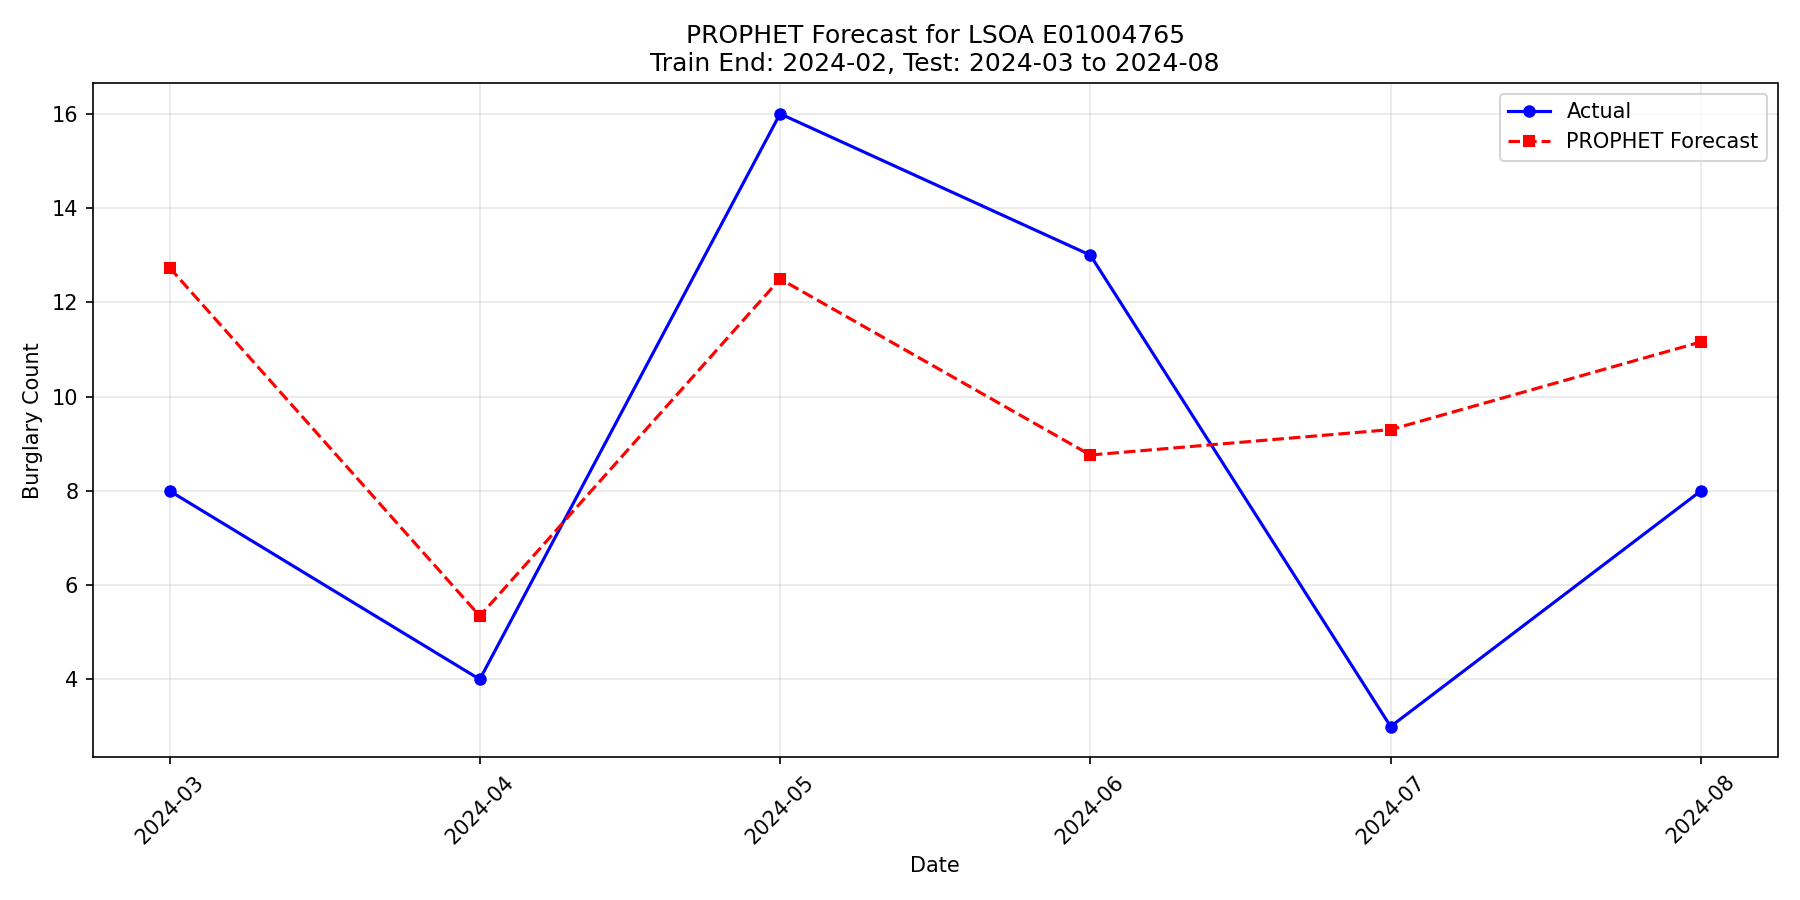 PROPHET Forecast for LSOA E01004765
Train End: 2024-02, Test: 2024-03 to 2024-08
Actual
PROPHET Forecast
Burglary Count
16
14
12
10
8
6
4
2024-03
2024-04
2024-05
2024-06
2024-07
2024-08
Date